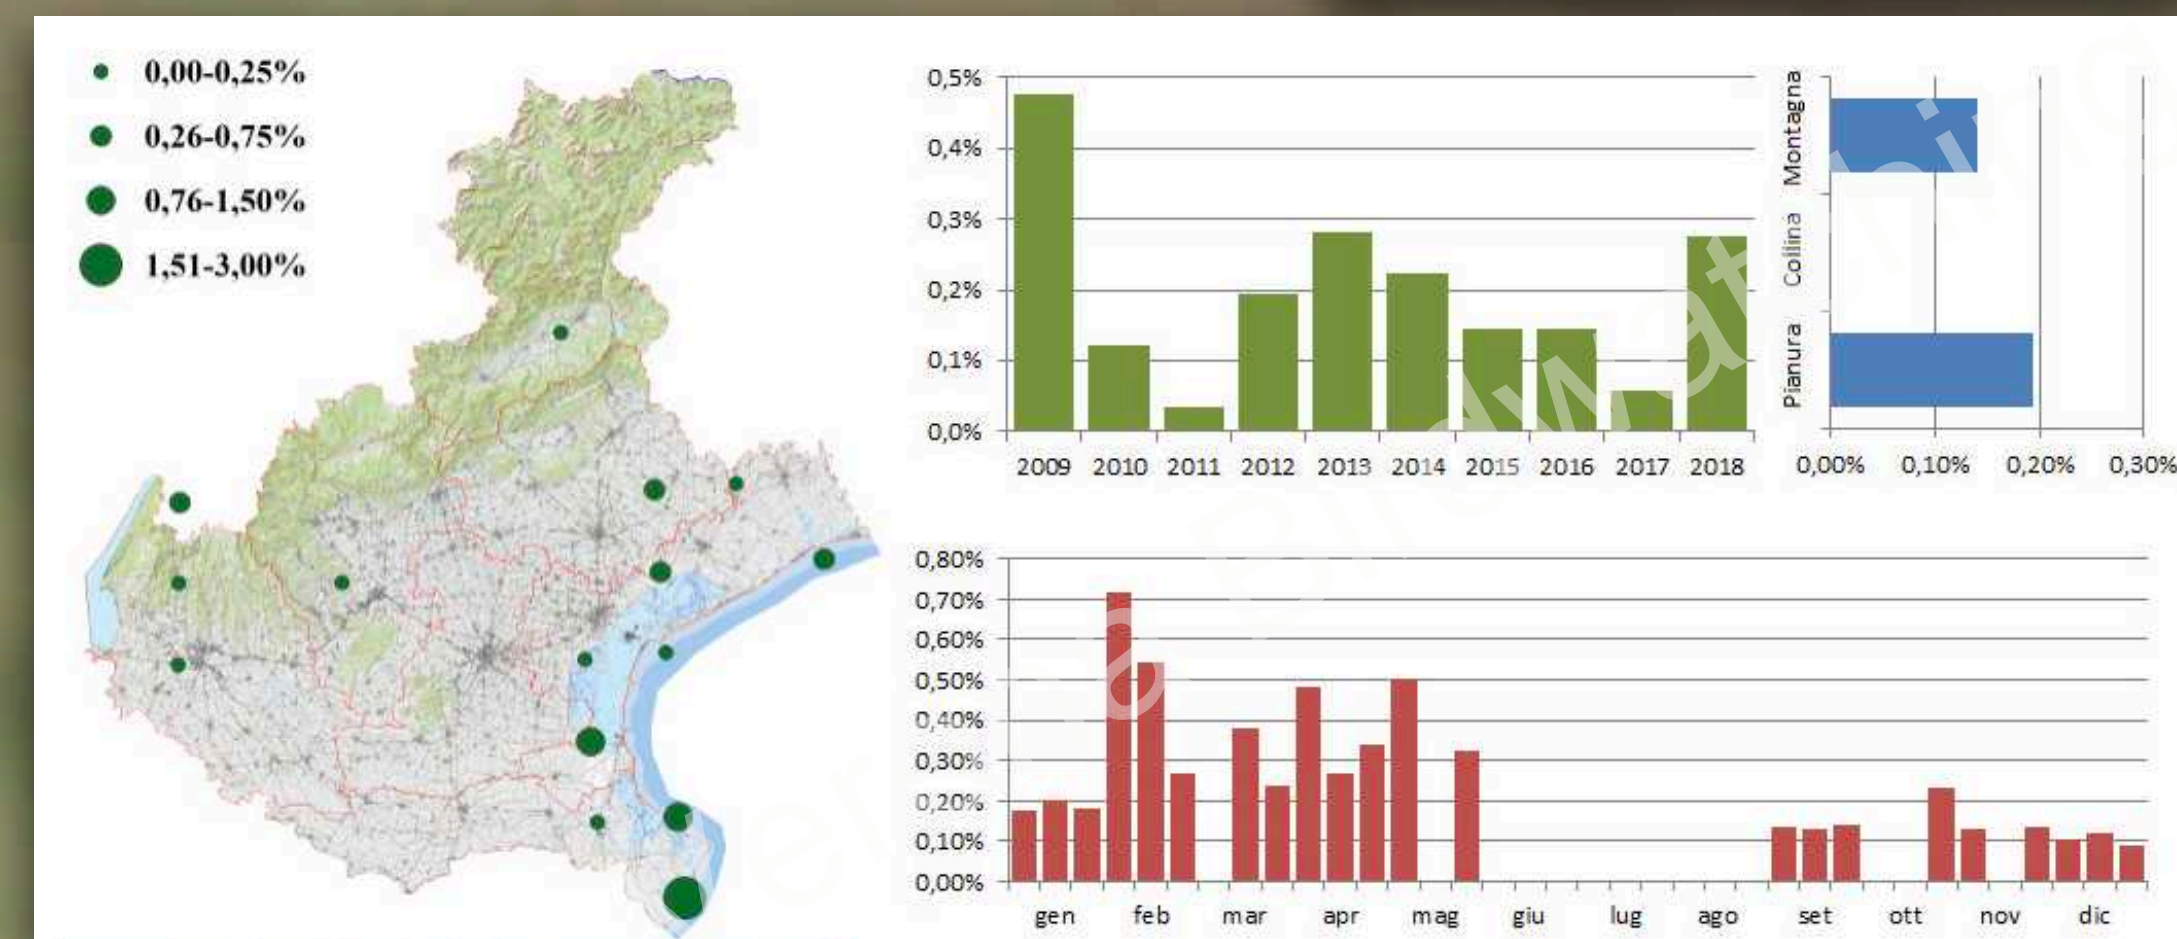 0,00-0,25%
0,26-0,75%
0,76-1,50%
1,51-3,00%
0,5%
0,4%
0,3%
0,2%
0,1%
0,0%
2009 2010 2011 2012 2013 2014 2015 2016 2017 2018
Montagna
Collina
Pianura
0,00% 0,10% 0,20% 0,30%
0,80%
0,70%
0,60%
0,50%
0,40%
0,30%
0,20%
0,10%
0,00%
gen feb mar apr mag giu lug ago set ott nov dic
Birdwatching